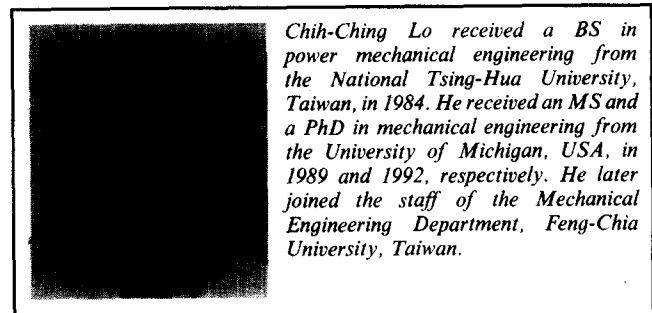 Chih-Ching Lo received a BS in
power mechanical engineering from
the National Tsing-Hua University,
Taiwan, in 1984. He received an MS and
a PhD in mechanical engineering from
the University of Michigan, USA, in
1989 and 1992, respectively. He later
joined the staff of the Mechanical
Engineering Department, Feng-Chia
University, Taiwan.